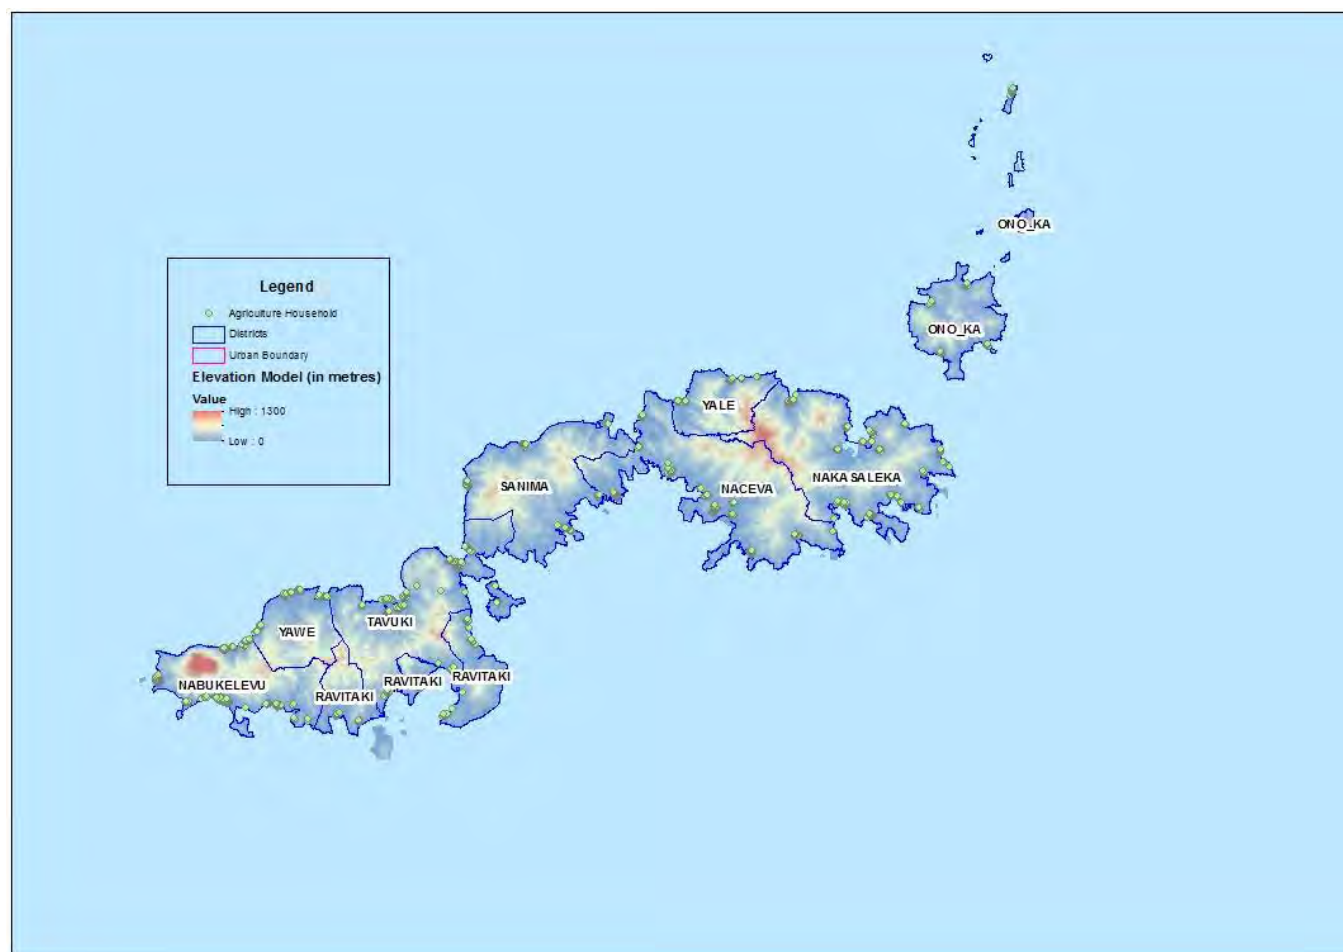 ONO_KA
Legend
Agriculture Household
Districts
Urban Boundary
Elevation Model (in metres)
Value
High : 1300
Low : 0
ONO_KA
YALE
SANIMA
NACEVA
NAKASALEKA
TAVUKI
YAWE
NABUKELEVU
RAVITAKI
RAVITAKI
RAVITAKI